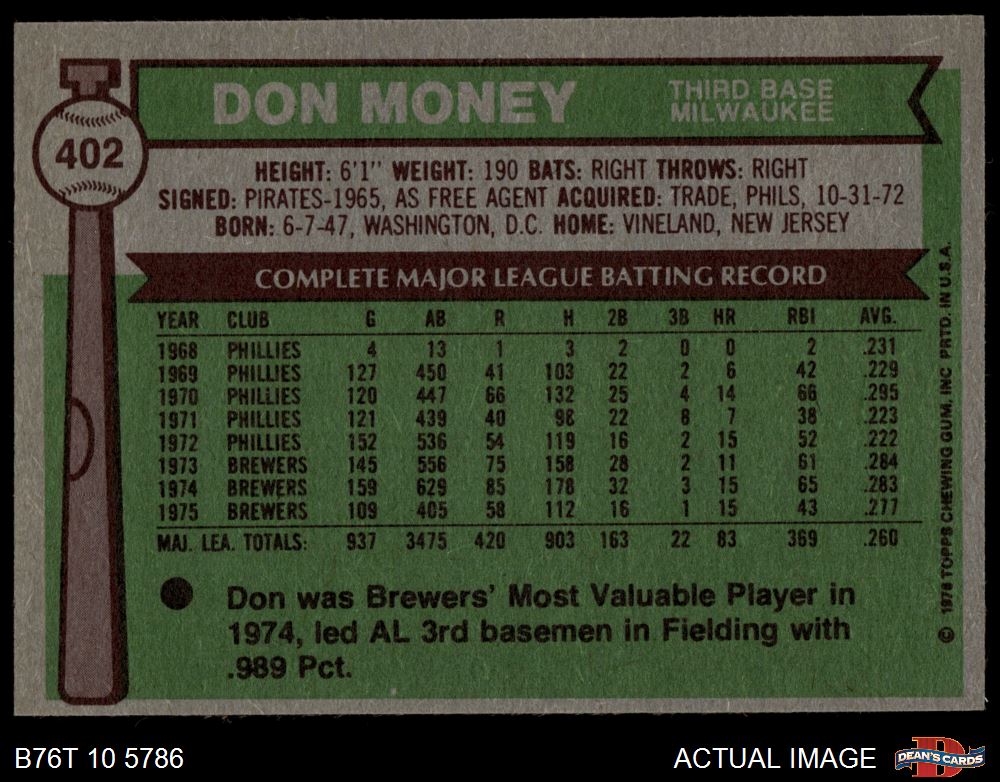 402
DON MONEY
THIRD BASE
MILWAUKEE
HEIGHT: 6'1" WEIGHT: 190 BATS: RIGHT THROWS: RIGHT
SIGNED: PIRATES-1965, AS FREE AGENT ACQUIRED: TRADE, PHILS, 10-31-72
BORN: 6-7-47, WASHINGTON, D.C. HOME: VINELAND, NEW JERSEY
COMPLETE MAJOR LEAGUE BATTING RECORD
YEAR CLUB G AB R H 2B 3B HR RBI AVG.
1968 PHILLIES 4 13 1 3 2 0 0 2 .231
1969 PHILLIES 127 450 41 103 22 2 6 42 .229
1970 PHILLIES 120 447 66 132 25 4 14 66 .295
1971 PHILLIES 121 439 40 98 22 8 7 38 .223
1972 PHILLIES 152 536 54 119 16 2 15 52 .222
1973 BREWERS 145 556 75 158 28 2 11 61 .284
1974 BREWERS 159 629 85 178 32 3 15 65 .283
1975 BREWERS 109 405 58 112 16 1 15 43 .277
MAJ. LEA. TOTALS: 937 3475 420 903 163 22 83 369 .260
Don was Brewers' Most Valuable Player in
1974, led AL 3rd basemen in Fielding with
.989 Pct.
© 1976 TOPPS CHEWING GUM, INC PRTD. IN U.S.A.
B76T 10 5786
ACTUAL IMAGE
D
DEAN'S CARDS